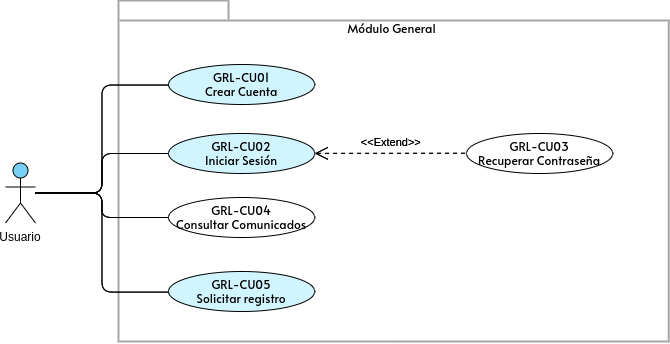 Módulo General
GRL-CU01
Crear Cuenta
GRL-CU02
Iniciar Sesión
<<Extend>>
GRL-CU03
Recuperar Contraseña
GRL-CU04
Consultar Comunicados
Usuario
GRL-CU05
Solicitar registro